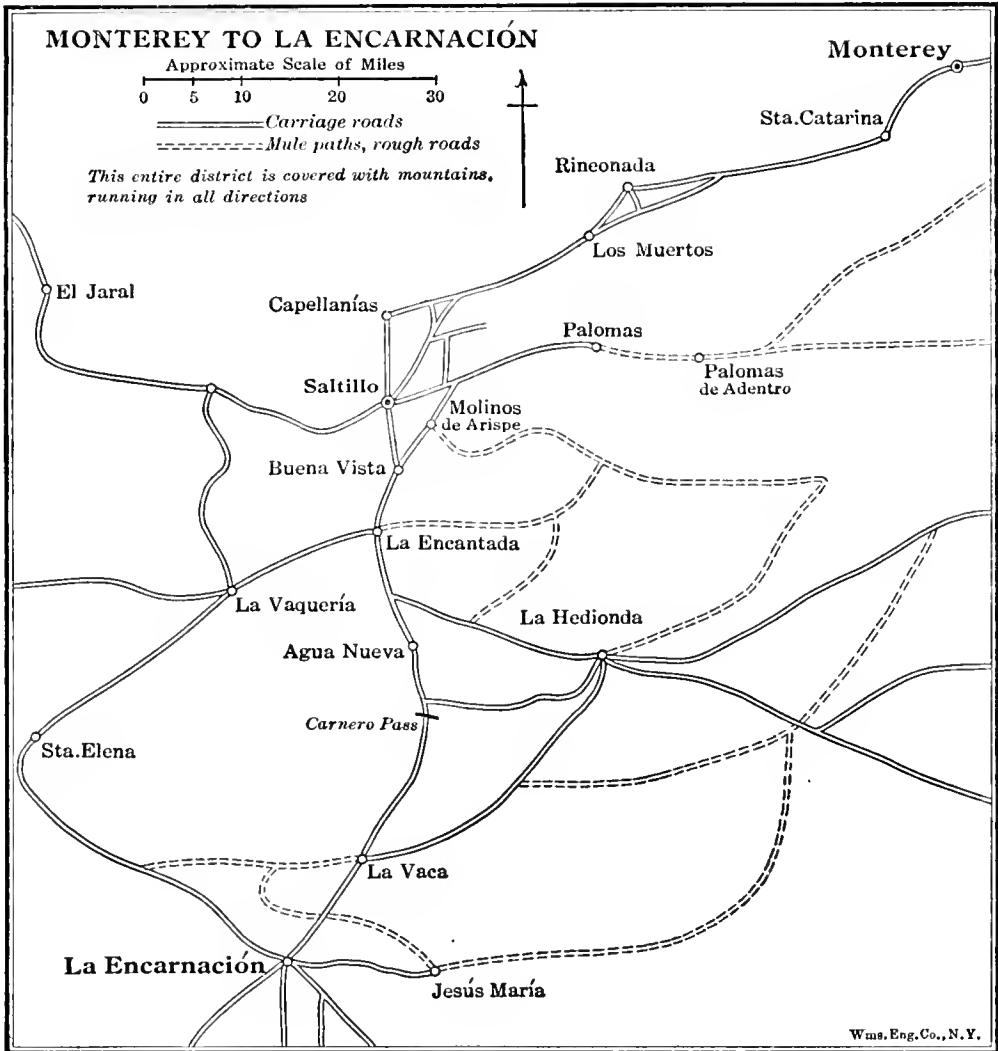 MONTEREY TO LA ENCARNACIÓN
Approximate Scale of Miles
0 5 10 20 30
Carriage roads
Mule paths, rough roads
This entire district is covered with mountains,
running in all directions
Monterey
Sta.Catarina
Rinconada
Los Muertos
El Jaral
Capellanías
Palomas
Palomas
de Adentro
Saltillo
Molinos
de Arispe
Buena Vista
La Encantada
La Vaquería
La Hedionda
Agua Nueva
Carnero Pass
Sta.Elena
La Vaca
La Encarnación
Jesús María
Wms.Eng.Co.,N.Y.